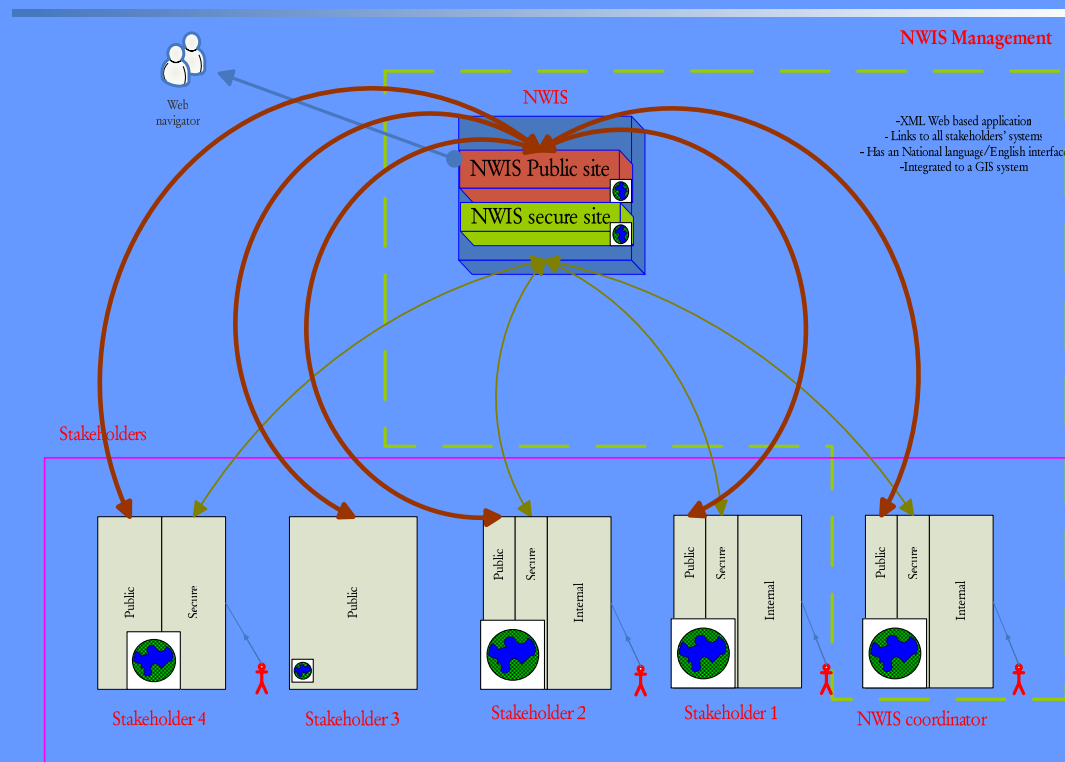 NWIS Management
NWIS
Web
navigator
-XML Web based application
- Links to all stakeholders' systems
- Has an National language/English interface
-Integrated to a GIS system
NWIS Public site
NWIS secure site
Stakeholders
Public
Secure
Public
Public
Secure
Internal
Public
Secure
Internal
Public
Secure
Internal
Stakeholder 4
Stakeholder 3
Stakeholder 2
Stakeholder 1
NWIS coordinator